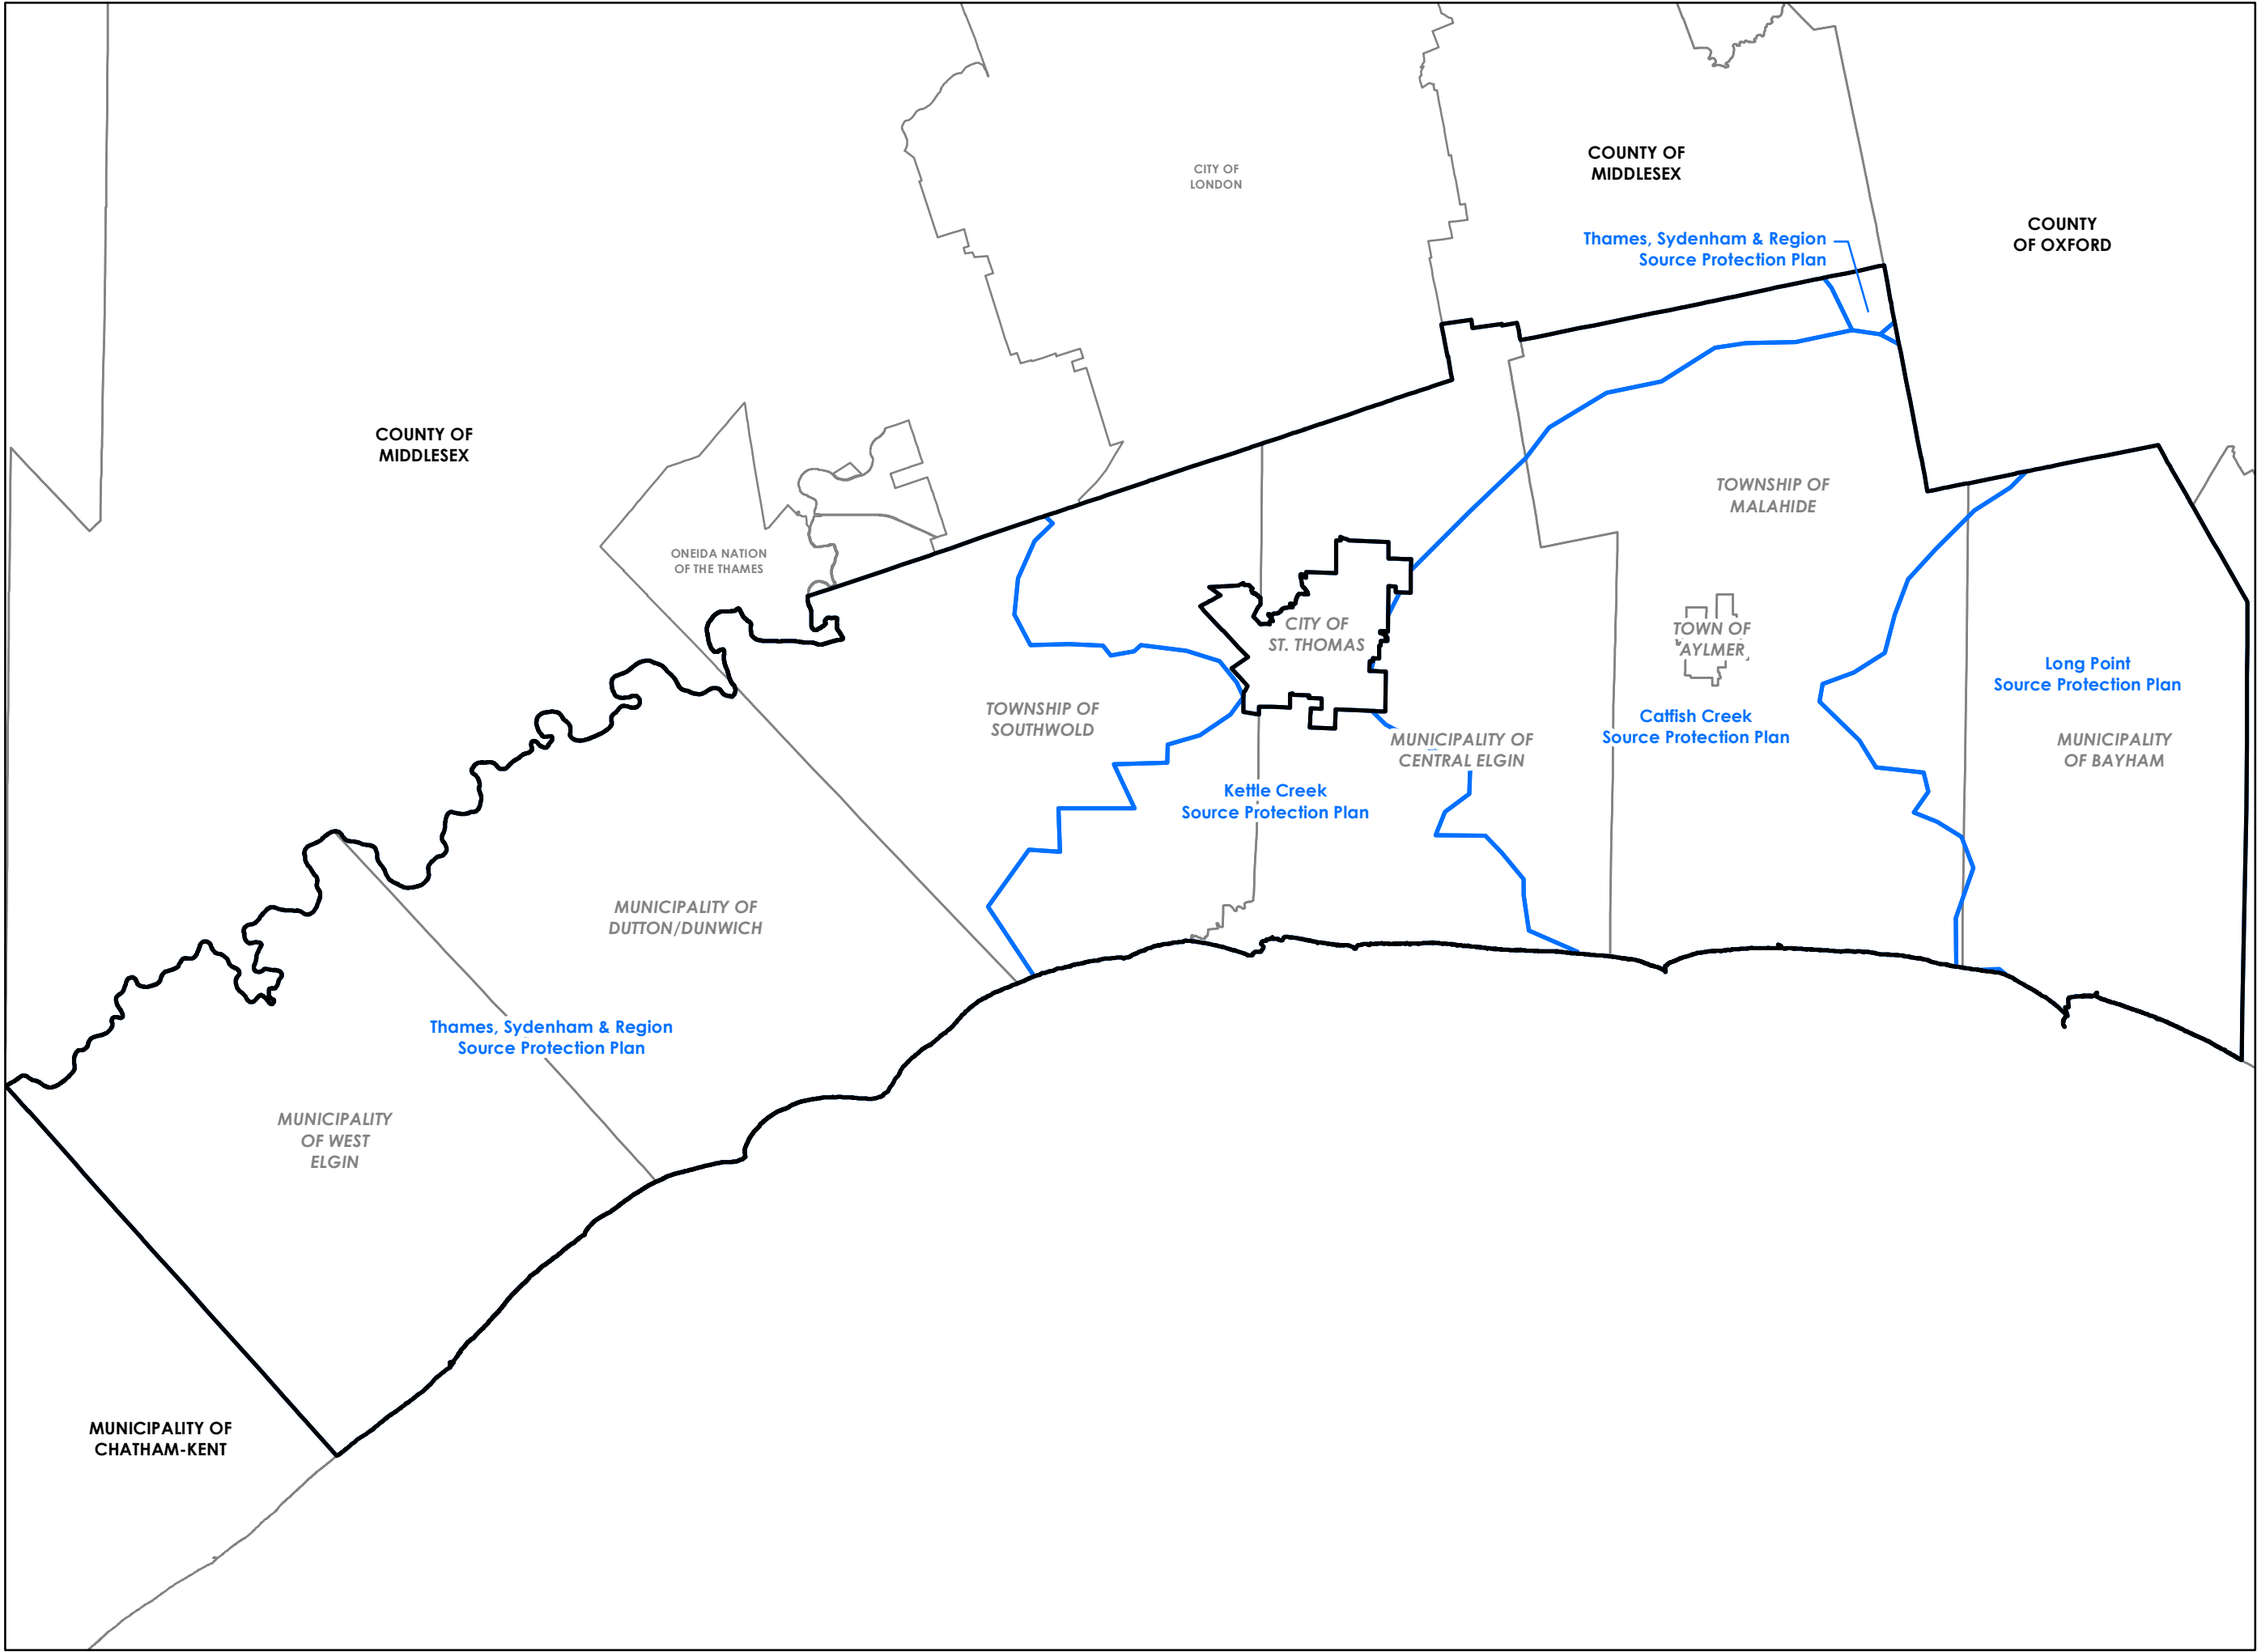 CITY OF
LONDON
COUNTY OF
MIDDLESEX
COUNTY
OF OXFORD
Thames, Sydenham & Region
Source Protection Plan
COUNTY OF
MIDDLESEX
TOWNSHIP OF
MALAHIDE
ONEIDA NATION
OF THE THAMES
CITY OF
ST. THOMAS
TOWN OF
AYLMER
Long Point
Source Protection Plan
TOWNSHIP OF
SOUTHWOLD
Catfish Creek
Source Protection Plan
MUNICIPALITY OF
CENTRAL ELGIN
MUNICIPALITY
OF BAYHAM
Kettle Creek
Source Protection Plan
MUNICIPALITY OF
DUTTON/DUNWICH
Thames, Sydenham & Region
Source Protection Plan
MUNICIPALITY
OF WEST
ELGIN
MUNICIPALITY OF
CHATHAM-KENT